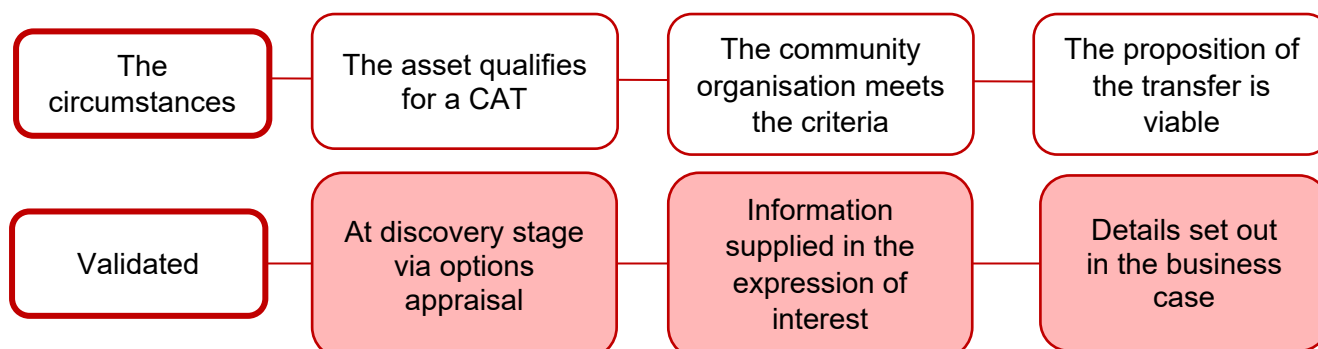 The
circumstances
The asset qualifies
for a CAT
The community
organisation meets
the criteria
The proposition of
the transfer is
viable
Validated
At discovery stage
via options
appraisal
Information
supplied in the
expression of
interest
Details set out
in the business
case